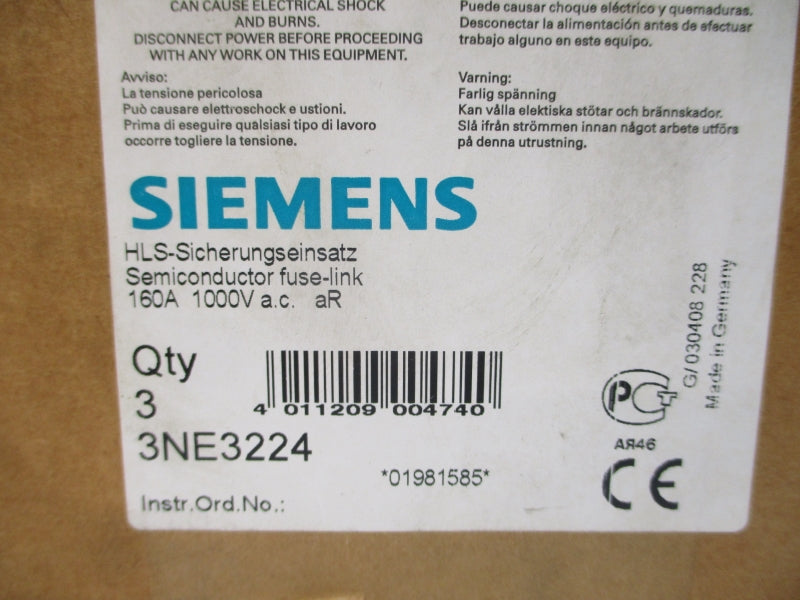 CAN CAUSE ELECTRICAL SHOCK
AND BURNS.
DISCONNECT POWER BEFORE PROCEEDING
WITH ANY WORK ON THIS EQUIPMENT.
Puede causar choque eléctrico y quemaduras.
Desconectar la alimentación antes de efectuar
trabajo alguno en este equipo.
Avviso:
La tensione pericolosa
Può causare elettroschock e ustioni.
Prima di eseguire qualsiasi tipo di lavoro
occorre togliere la tensione.
Varning:
Farlig spänning
Kan vålla elektiska stötar och brännskador.
Slå ifrån strömmen innan något arbete utförs
på denna utrustning.
SIEMENS
HLS-Sicherungseinsatz
Semiconductor fuse-link
160A 1000V a.c. aR
Qty
3
4 011209 004740
3NE3224
*01981585*
Instr.Ord.No.:
G/ 030408 228
Made in Germany
РСт
АЯ46
CE